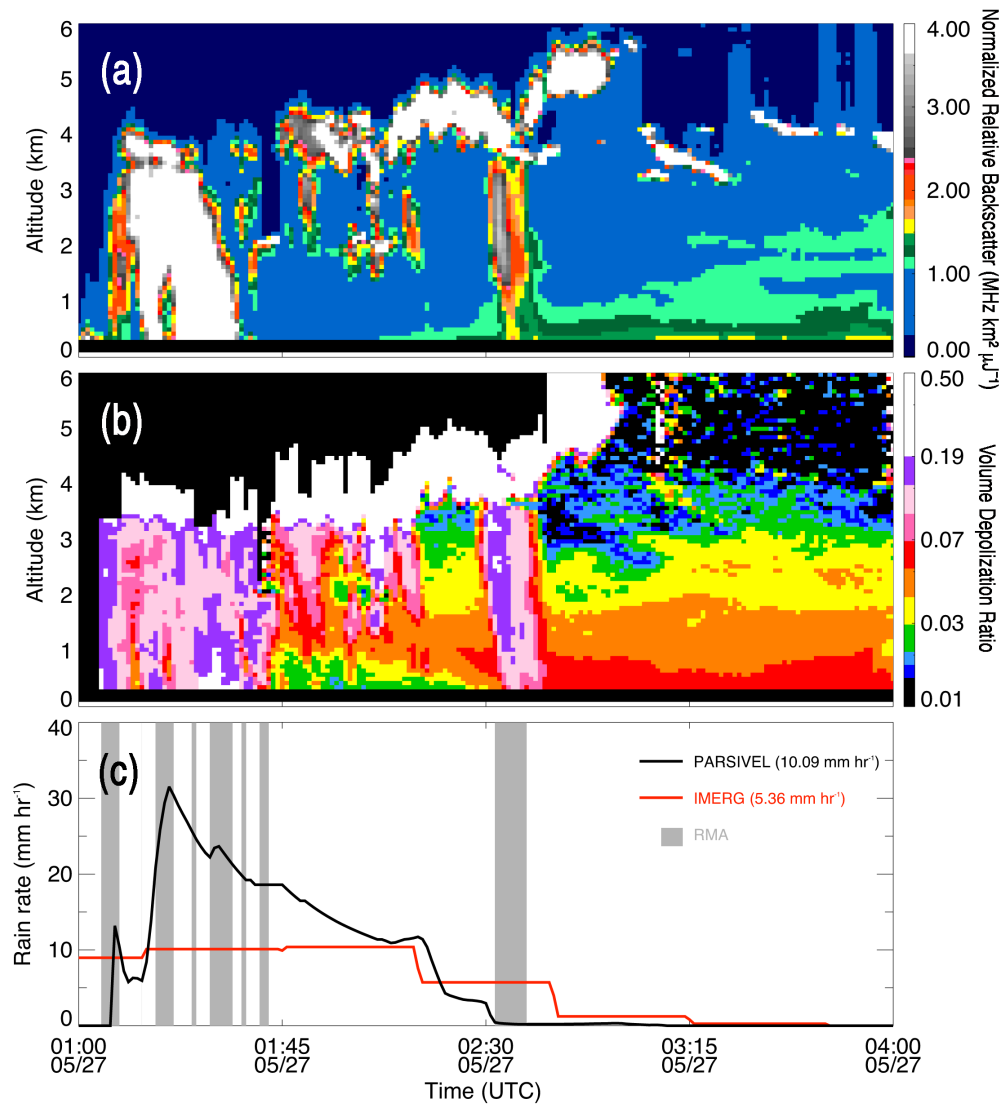 (a)
6
5
4
3
2
1
0
Altitude (km)
4.00
3.00
2.00
1.00
0.00
Normalized Relative Backscatter (MHz km² μJ⁻¹)
(b)
6
5
4
3
2
1
0
Altitude (km)
0.50
0.19
0.07
0.03
0.01
Volume Depolization Ratio
(c)
40
30
20
10
0
Rain rate (mm hr⁻¹)
PARSIVEL (10.09 mm hr⁻¹)
IMERG (5.36 mm hr⁻¹)
RMA
01:00 01:45 02:30 03:15 04:00
05/27 05/27 05/27 05/27 05/27
Time (UTC)